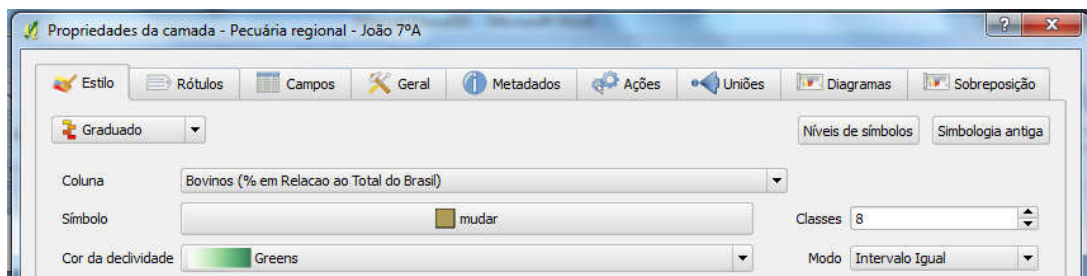 Propriedades da camada - Pecuária regional - João 7ºA
Estilo Rótulos Campos Geral Metadados Ações Uniões Diagramas Sobreposição
Graduado Níveis de símbolos Simbologia antiga
Coluna Bovinos (% em Relacao ao Total do Brasil)
Símbolo mudar Classes 8
Cor da declividade Greens Modo Intervalo Igual